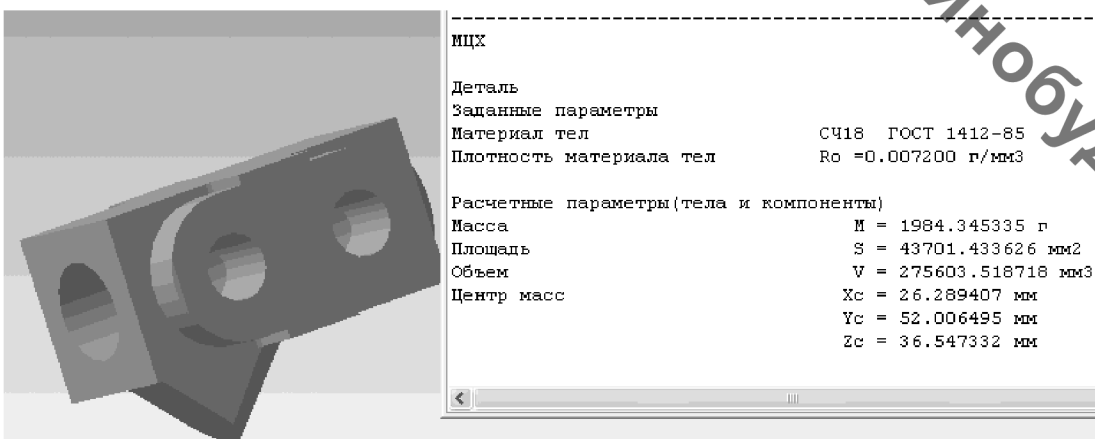 МЦХ
Деталь
Заданные параметры
Материал тел СЧ18 ГОСТ 1412-85
Плотность материала тел Ro =0.007200 г/мм3
Расчетные параметры(тела и компоненты)
Масса M = 1984.345335 г
Площадь S = 43701.433626 мм2
Объем V = 275603.518718 мм3
Центр масс Xc = 26.289407 мм
Yc = 52.006495 мм
Zc = 36.547332 мм